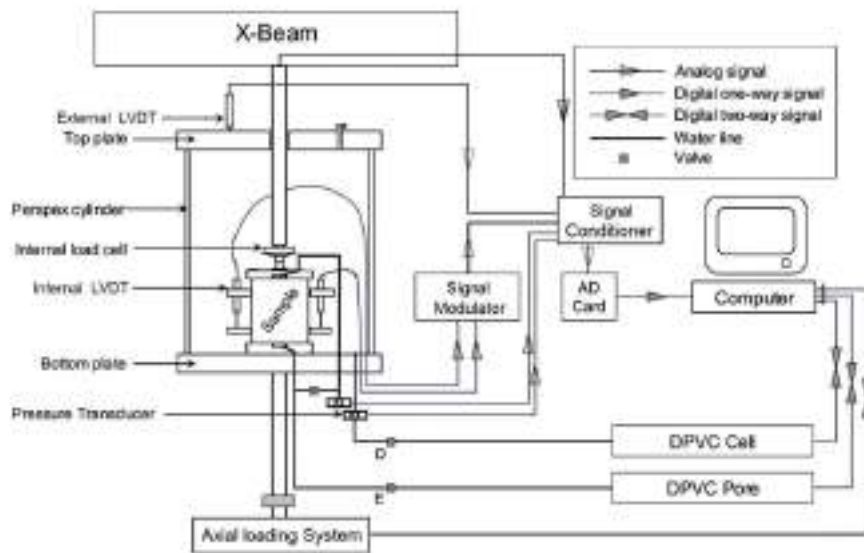 X-Beam
Analog signal
Digital one-way signal
Digital two-way signal
Water line
Valve
External LVDT
Top plate
Perspex cylinder
Internal load cell
Internal LVDT
Sample
Bottom plate
Pressure Transducer
Signal
Modulator
Signal
Conditioner
AD
Card
Computer
D
DPVC Cell
E
DPVC Pore
Axial loading System